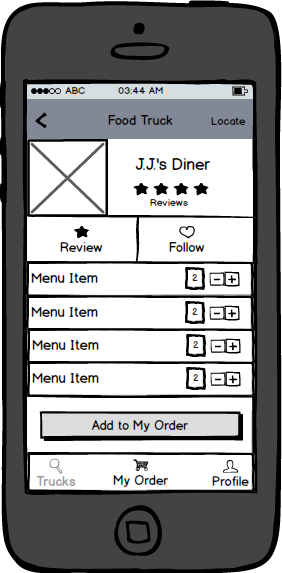 ABC 03:44 AM
Food Truck Locate
J.J.'s Diner
Reviews
Review Follow
Menu Item 2 - +
Menu Item 2 - +
Menu Item 2 - +
Menu Item 2 - +
Add to My Order
Trucks My Order Profile